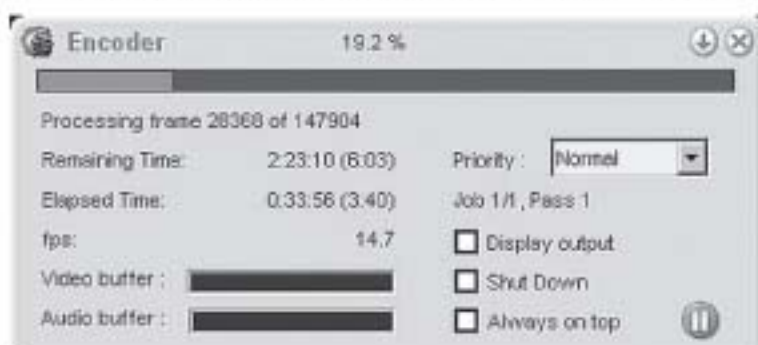 Encoder 19.2 %
Processing frame 28368 of 147904
Remaining Time: 2:23:10 (6:03) Priority : Normal
Elapsed Time: 0:33:56 (3:40) Job 1/1, Pass 1
fps: 14.7 Display output
Video buffer : Shut Down
Audio buffer : Always on top